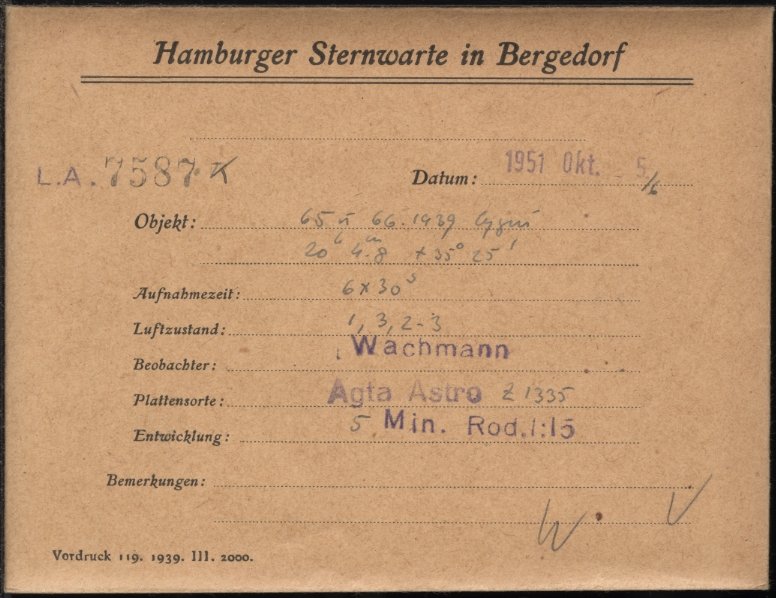 Hamburger Sternwarte in Bergedorf
L.A. 7587 K
Datum: 1951 Okt. 5/6
Objekt: 65 u 66.1939 Cygni
20ʰ 4ᵐ.8 +35° 25'
Aufnahmezeit: 6 x 30ˢ
Luftzustand: 1, 3, 2-3
Beobachter: Wachmann
Plattensorte: Agfa Astro Z 1335
Entwicklung: 5 Min. Rod. 1:15
Bemerkungen:
W V
Vordruck 119. 1939. III. 2000.